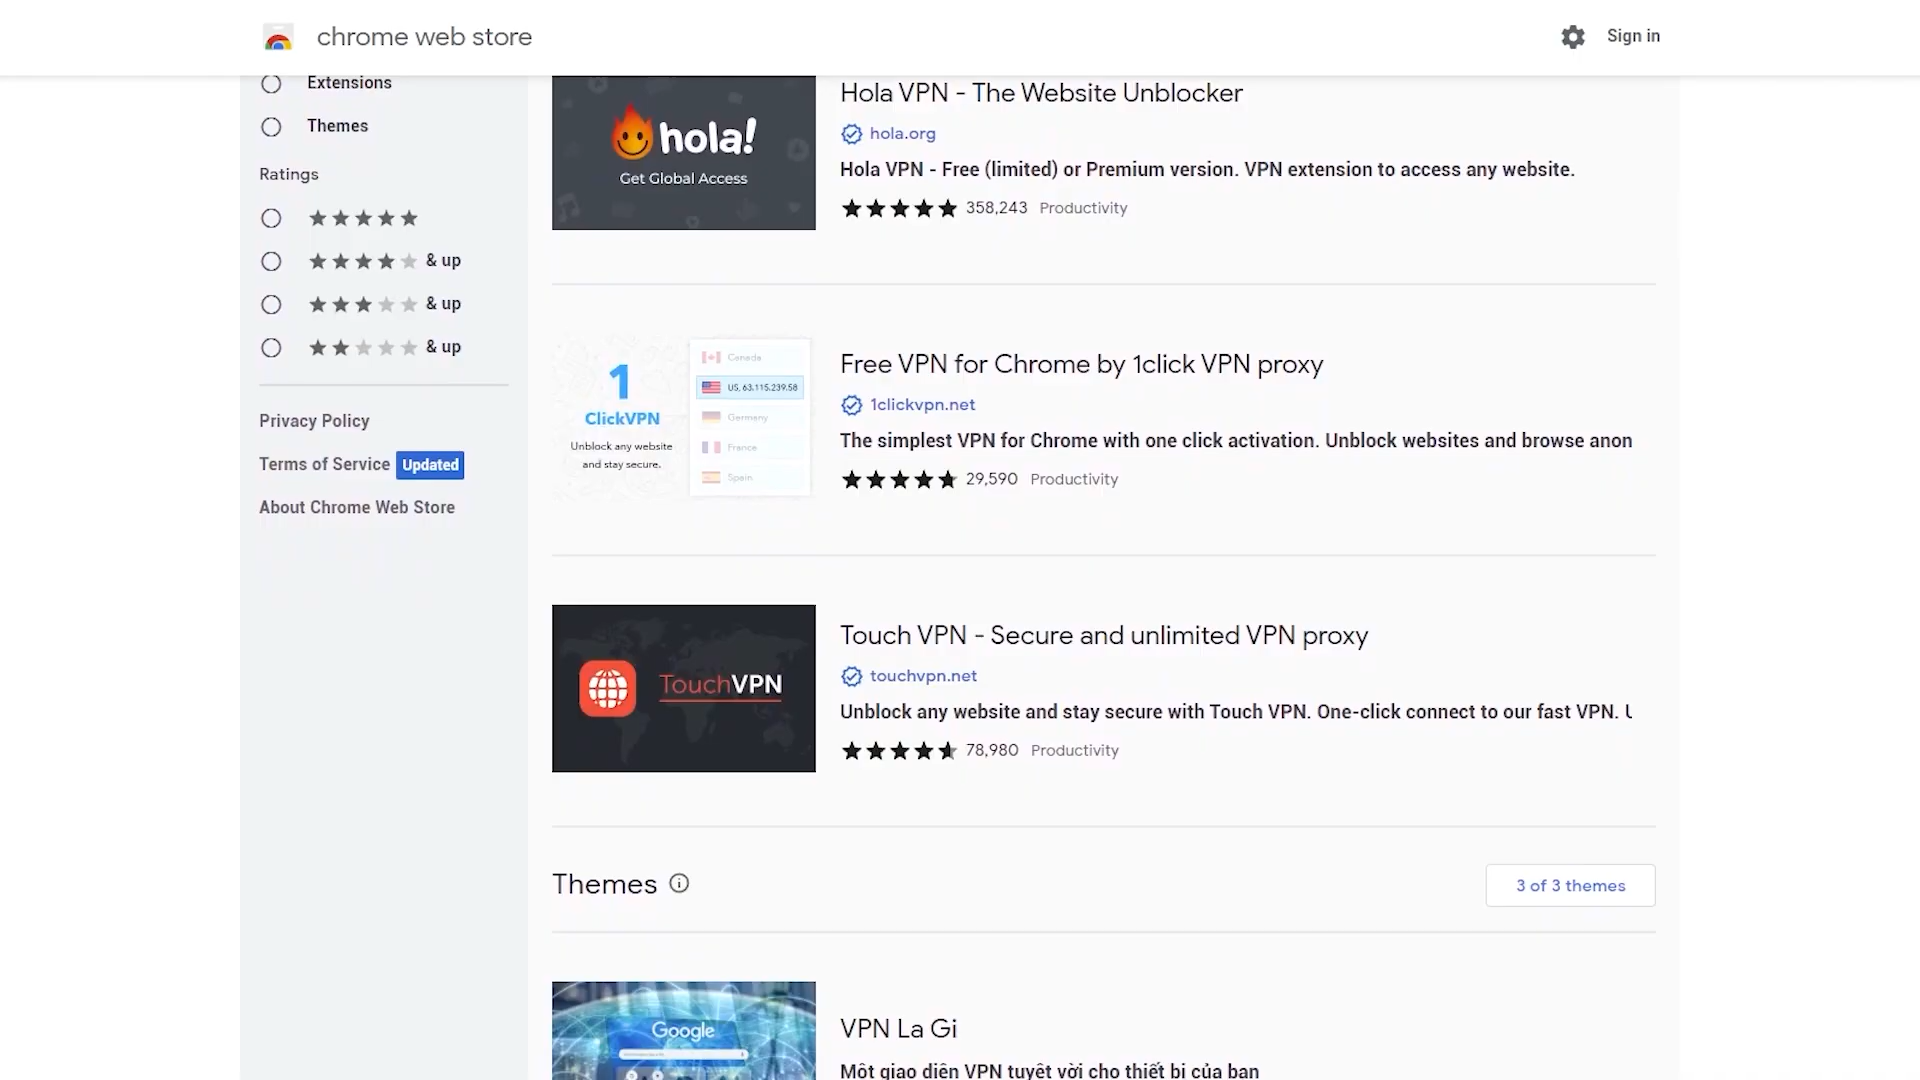 chrome web store
Sign in
Extensions
Themes
Ratings
& up
& up
& up
Privacy Policy
Terms of Service Updated
About Chrome Web Store
hola!
Get Global Access
Hola VPN - The Website Unblocker
hola.org
Hola VPN - Free (limited) or Premium version. VPN extension to access any website.
358,243 Productivity
1
ClickVPN
Unblock any website
and stay secure.
Canada
US, 63.115.239.58
Germany
France
Spain
Free VPN for Chrome by 1click VPN proxy
1clickvpn.net
The simplest VPN for Chrome with one click activation. Unblock websites and browse anon
29,590 Productivity
TouchVPN
Touch VPN - Secure and unlimited VPN proxy
touchvpn.net
Unblock any website and stay secure with Touch VPN. One-click connect to our fast VPN. U
78,980 Productivity
Themes
3 of 3 themes
Google
VPN La Gi
Một giao diện VPN tuyệt vời cho thiết bị của bạn